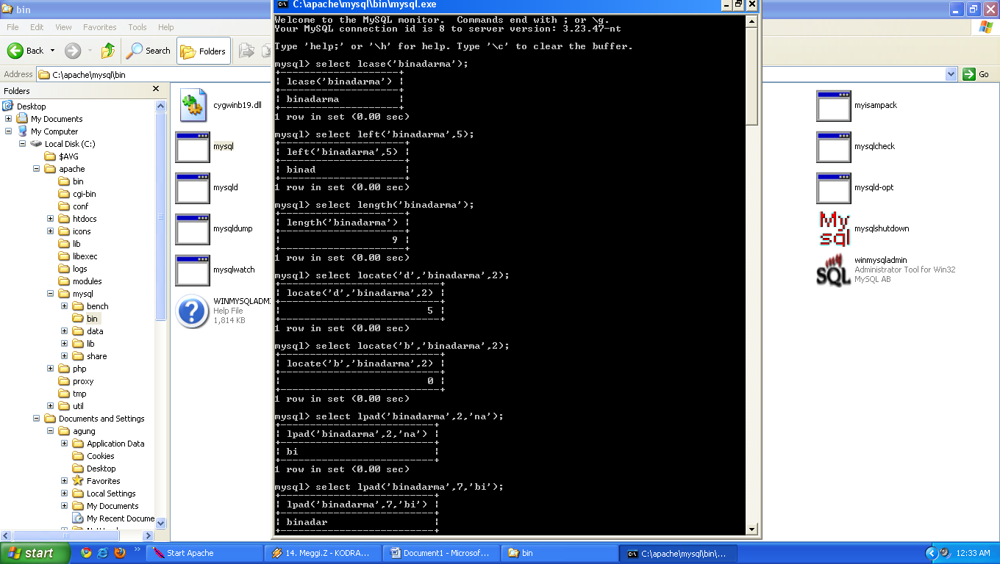 bin
File Edit View Favorites Tools Help
Back Search Folders
Address C:\apache\mysql\bin Go
Folders
Desktop
My Documents
My Computer
Local Disk (C:)
$AVG
apache
bin
cgi-bin
conf
htdocs
icons
lib
libexec
logs
modules
mysql
bench
bin
data
lib
share
php
proxy
tmp
util
Documents and Settings
agung
Application Data
Cookies
Desktop
Favorites
Local Settings
My Documents
My Recent Docume
cygwinb19.dll
mysql
mysqld
mysqldump
mysqlwatch
WINMYSQLADM
Help File
1,814 KB
C:\apache\mysql\bin\mysql.exe
Welcome to the MySQL monitor.  Commands end with ; or \g.
Your MySQL connection id is 8 to server version: 3.23.47-nt
Type 'help;' or '\h' for help. Type '\c' to clear the buffer.
mysql> select lcase('binadarma');
+---------------------+
| lcase('binadarma') |
+---------------------+
| binadarma |
+---------------------+
1 row in set (0.00 sec)
mysql> select left('binadarma',5);
+---------------------+
| left('binadarma',5) |
+---------------------+
| binad |
+---------------------+
1 row in set (0.00 sec)
mysql> select length('binadarma');
+---------------------+
| length('binadarma') |
+---------------------+
| 9 |
+---------------------+
1 row in set (0.00 sec)
mysql> select locate('d','binadarma',2);
+---------------------------+
| locate('d','binadarma',2) |
+---------------------------+
| 5 |
+---------------------------+
1 row in set (0.00 sec)
mysql> select locate('b','binadarma',2);
+---------------------------+
| locate('b','binadarma',2) |
+---------------------------+
| 0 |
+---------------------------+
1 row in set (0.00 sec)
mysql> select lpad('binadarma',2,'na');
+--------------------------+
| lpad('binadarma',2,'na') |
+--------------------------+
| bi |
+--------------------------+
1 row in set (0.00 sec)
mysql> select lpad('binadarma',7,'bi');
+--------------------------+
| lpad('binadarma',7,'bi') |
+--------------------------+
| binadar |
+--------------------------+
myisampack
mysqlcheck
mysqld-opt
My
sql
mysqlshutdown
my
SQL
winmysqladmin
Administrator Tool for Win32
MySQL AB
start
Start Apache
14. Meggi.Z - KODRA...
Document1 - Microsof...
bin
C:\apache\mysql\bin\...
12:33 AM